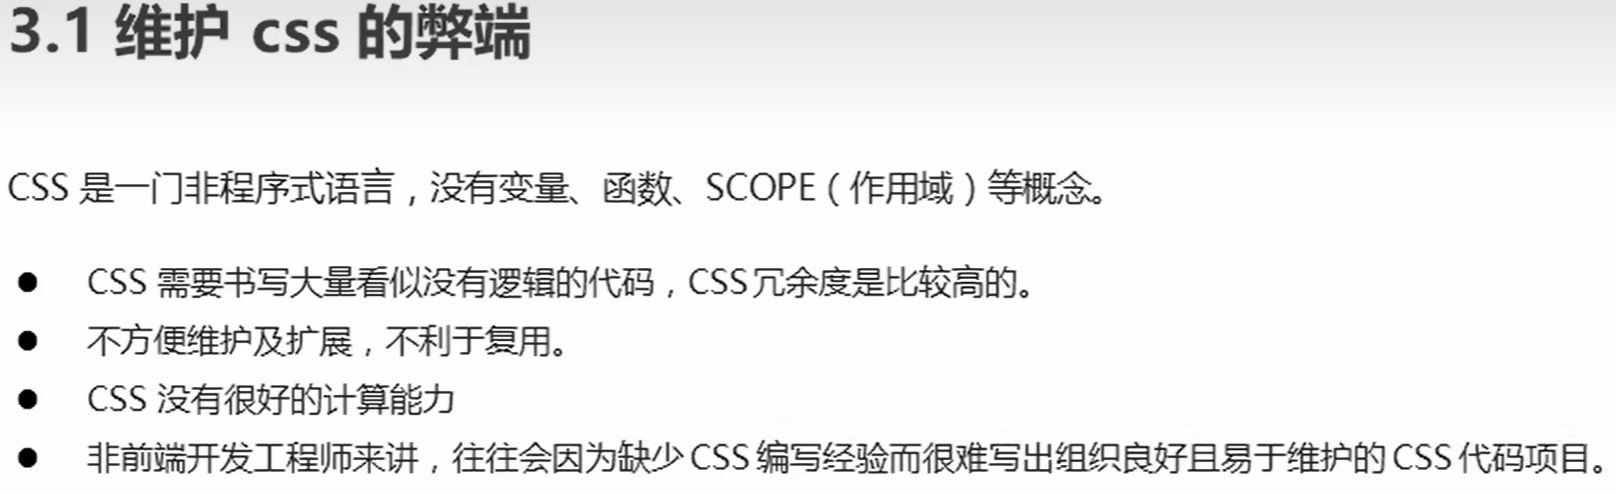 3.1 维护 css 的弊端
CSS 是一门非程序式语言，没有变量、函数、SCOPE（作用域）等概念。
● CSS 需要书写大量看似没有逻辑的代码，CSS冗余度是比较高的。
● 不方便维护及扩展，不利于复用。
● CSS 没有很好的计算能力
● 非前端开发工程师来讲，往往会因为缺少 CSS 编写经验而很难写出组织良好且易于维护的 CSS 代码项目。